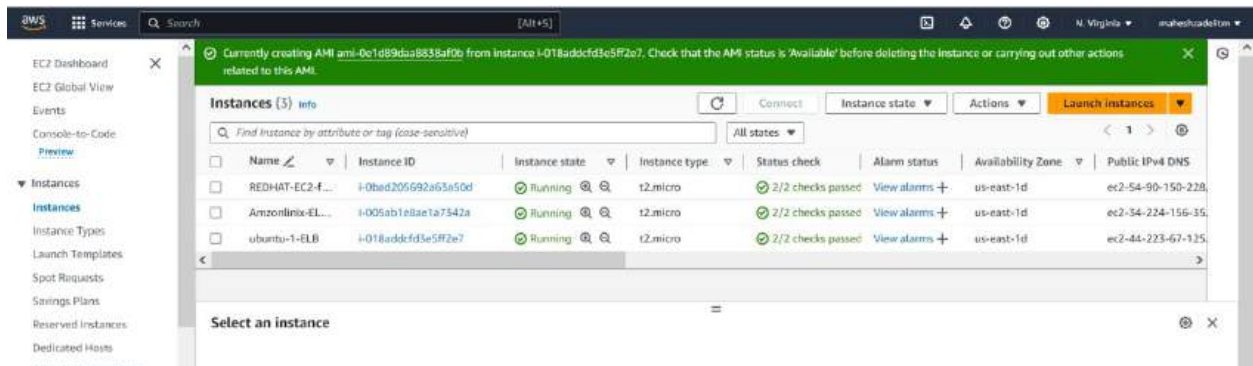 aws Services Search [Alt+S] N. Virginia
EC2 Dashboard
EC2 Global View
Events
Console-to-Code
Preview
Instances
Instances
Instance Types
Launch Templates
Spot Requests
Savings Plans
Reserved Instances
Dedicated Hosts
Currently creating AMI ami-0e1d89daa8838af0b from instance i-018addcfd3e5ff2e7. Check that the AMI status is 'Available' before deleting the instance or carrying out other actions
related to this AMI.
Instances (3) Info Connect Instance state Actions Launch instances
Find Instance by attribute or tag (case-sensitive) All states 1
Name Instance ID Instance state Instance type Status check Alarm status Availability Zone Public IPv4 DNS
REDHAT-EC2-f... i-0bad205692a63a50d Running t2.micro 2/2 checks passed View alarms + us-east-1d ec2-54-90-150-228.
Amzonlinix-EL... i-005ab1e8ae1a7342a Running t2.micro 2/2 checks passed View alarms + us-east-1d ec2-34-224-156-35.
ubuntu-1-ELB i-018addcfd3e5ff2e7 Running t2.micro 2/2 checks passed View alarms + us-east-1d ec2-44-223-67-125.
Select an instance